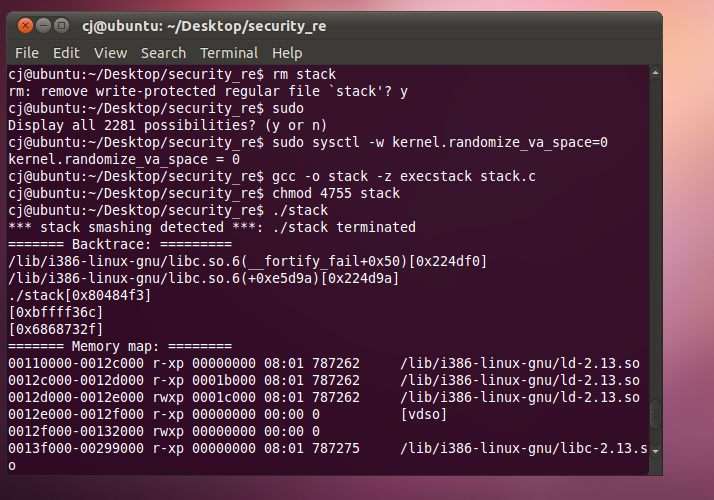 cj@ubuntu: ~/Desktop/security_re
File Edit View Search Terminal Help
cj@ubuntu:~/Desktop/security_re$ rm stack
rm: remove write-protected regular file `stack'? y
cj@ubuntu:~/Desktop/security_re$ sudo
Display all 2281 possibilities? (y or n)
cj@ubuntu:~/Desktop/security_re$ sudo sysctl -w kernel.randomize_va_space=0
kernel.randomize_va_space = 0
cj@ubuntu:~/Desktop/security_re$ gcc -o stack -z execstack stack.c
cj@ubuntu:~/Desktop/security_re$ chmod 4755 stack
cj@ubuntu:~/Desktop/security_re$ ./stack
*** stack smashing detected ***: ./stack terminated
======= Backtrace: =========
/lib/i386-linux-gnu/libc.so.6(__fortify_fail+0x50)[0x224df0]
/lib/i386-linux-gnu/libc.so.6(+0xe5d9a)[0x224d9a]
./stack[0x80484f3]
[0xbffff36c]
[0x6868732f]
======= Memory map: ========
00110000-0012c000 r-xp 00000000 08:01 787262     /lib/i386-linux-gnu/ld-2.13.so
0012c000-0012d000 r-xp 0001b000 08:01 787262     /lib/i386-linux-gnu/ld-2.13.so
0012d000-0012e000 rwxp 0001c000 08:01 787262     /lib/i386-linux-gnu/ld-2.13.so
0012e000-0012f000 r-xp 00000000 00:00 0          [vdso]
0012f000-00132000 rwxp 00000000 00:00 0
0013f000-00299000 r-xp 00000000 08:01 787275     /lib/i386-linux-gnu/libc-2.13.s
o